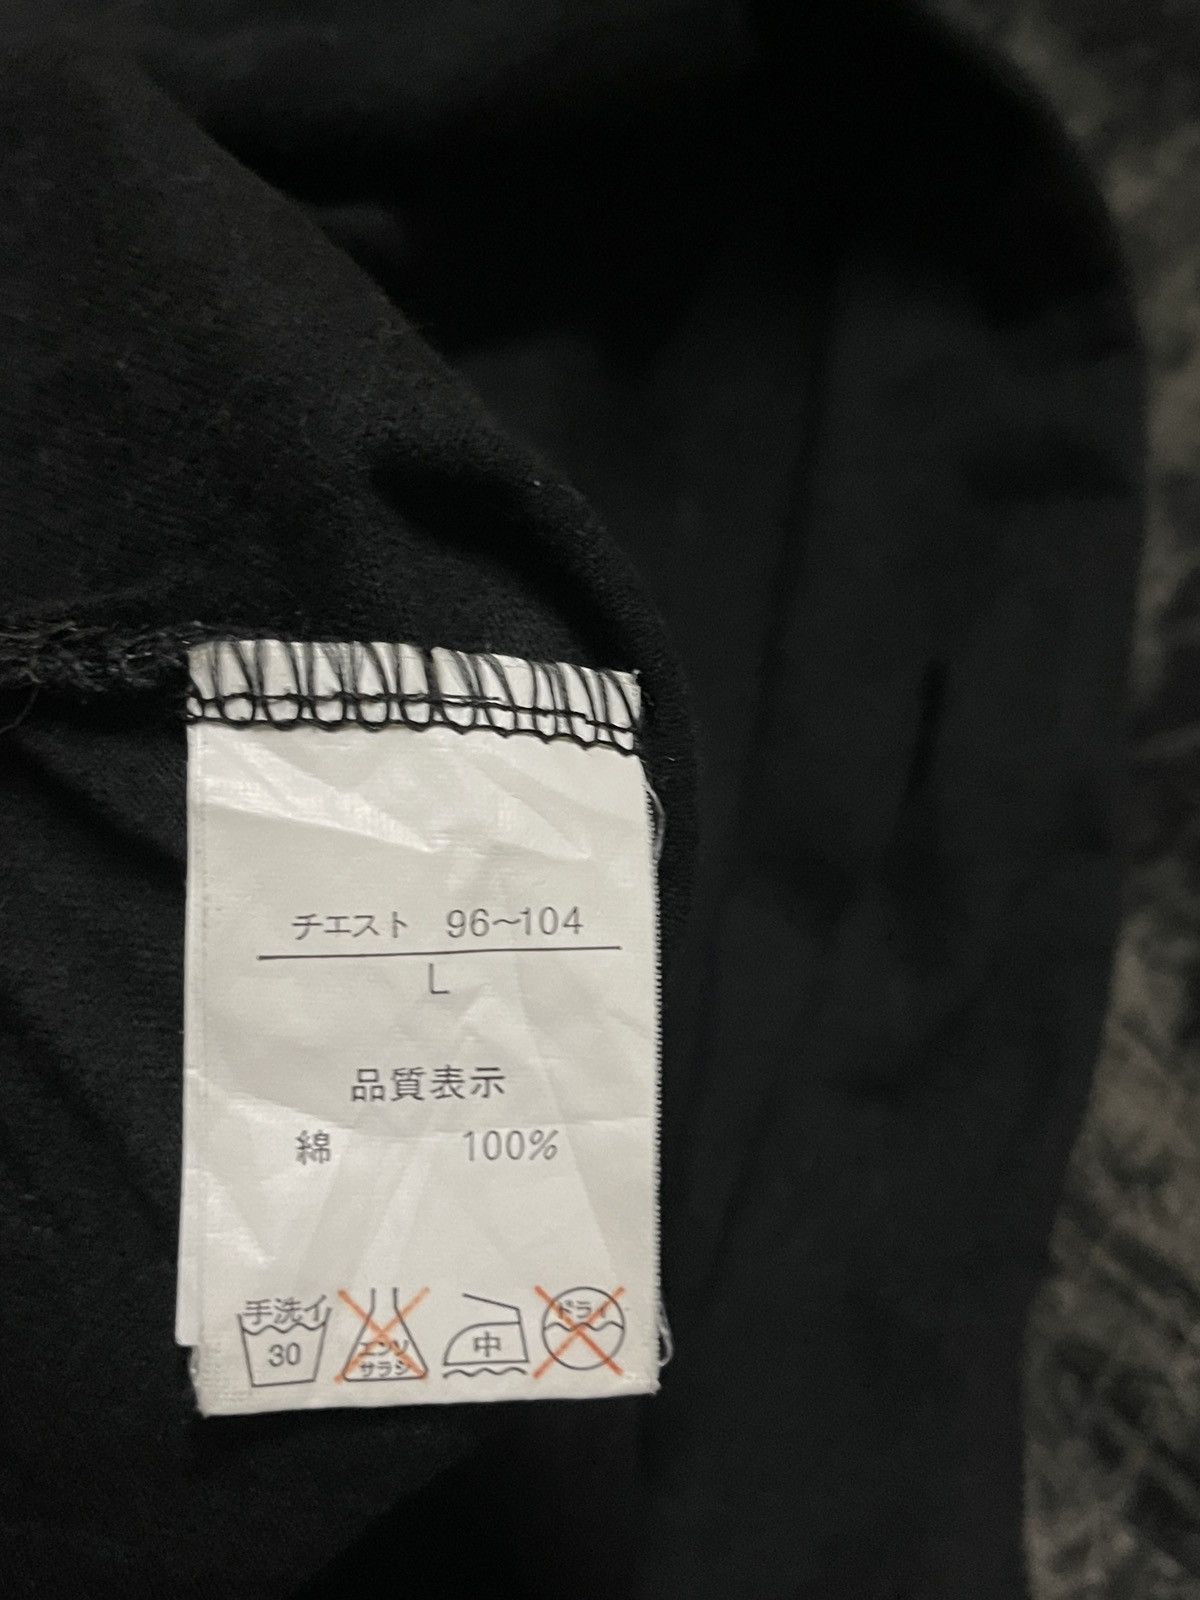 チエスト 96〜104
L
品質表示
綿 100%
手洗イ
30
エンソ
サラシ
中
ドライ